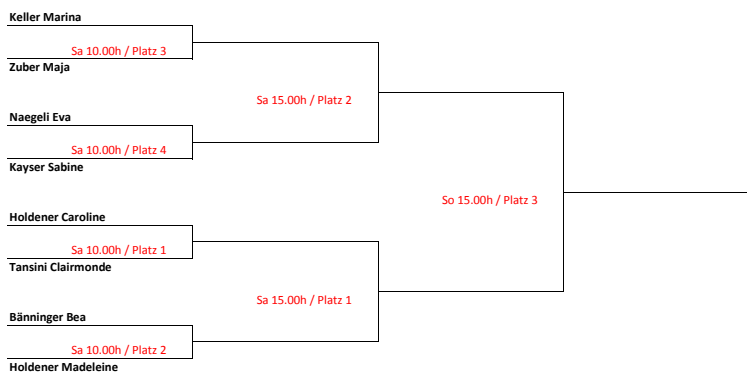 Keller Marina
Sa 10.00h / Platz 3
Zuber Maja
Sa 15.00h / Platz 2
Naegeli Eva
Sa 10.00h / Platz 4
Kayser Sabine
So 15.00h / Platz 3
Holdener Caroline
Sa 10.00h / Platz 1
Tansini Clairmonde
Sa 15.00h / Platz 1
Bänninger Bea
Sa 10.00h / Platz 2
Holdener Madeleine